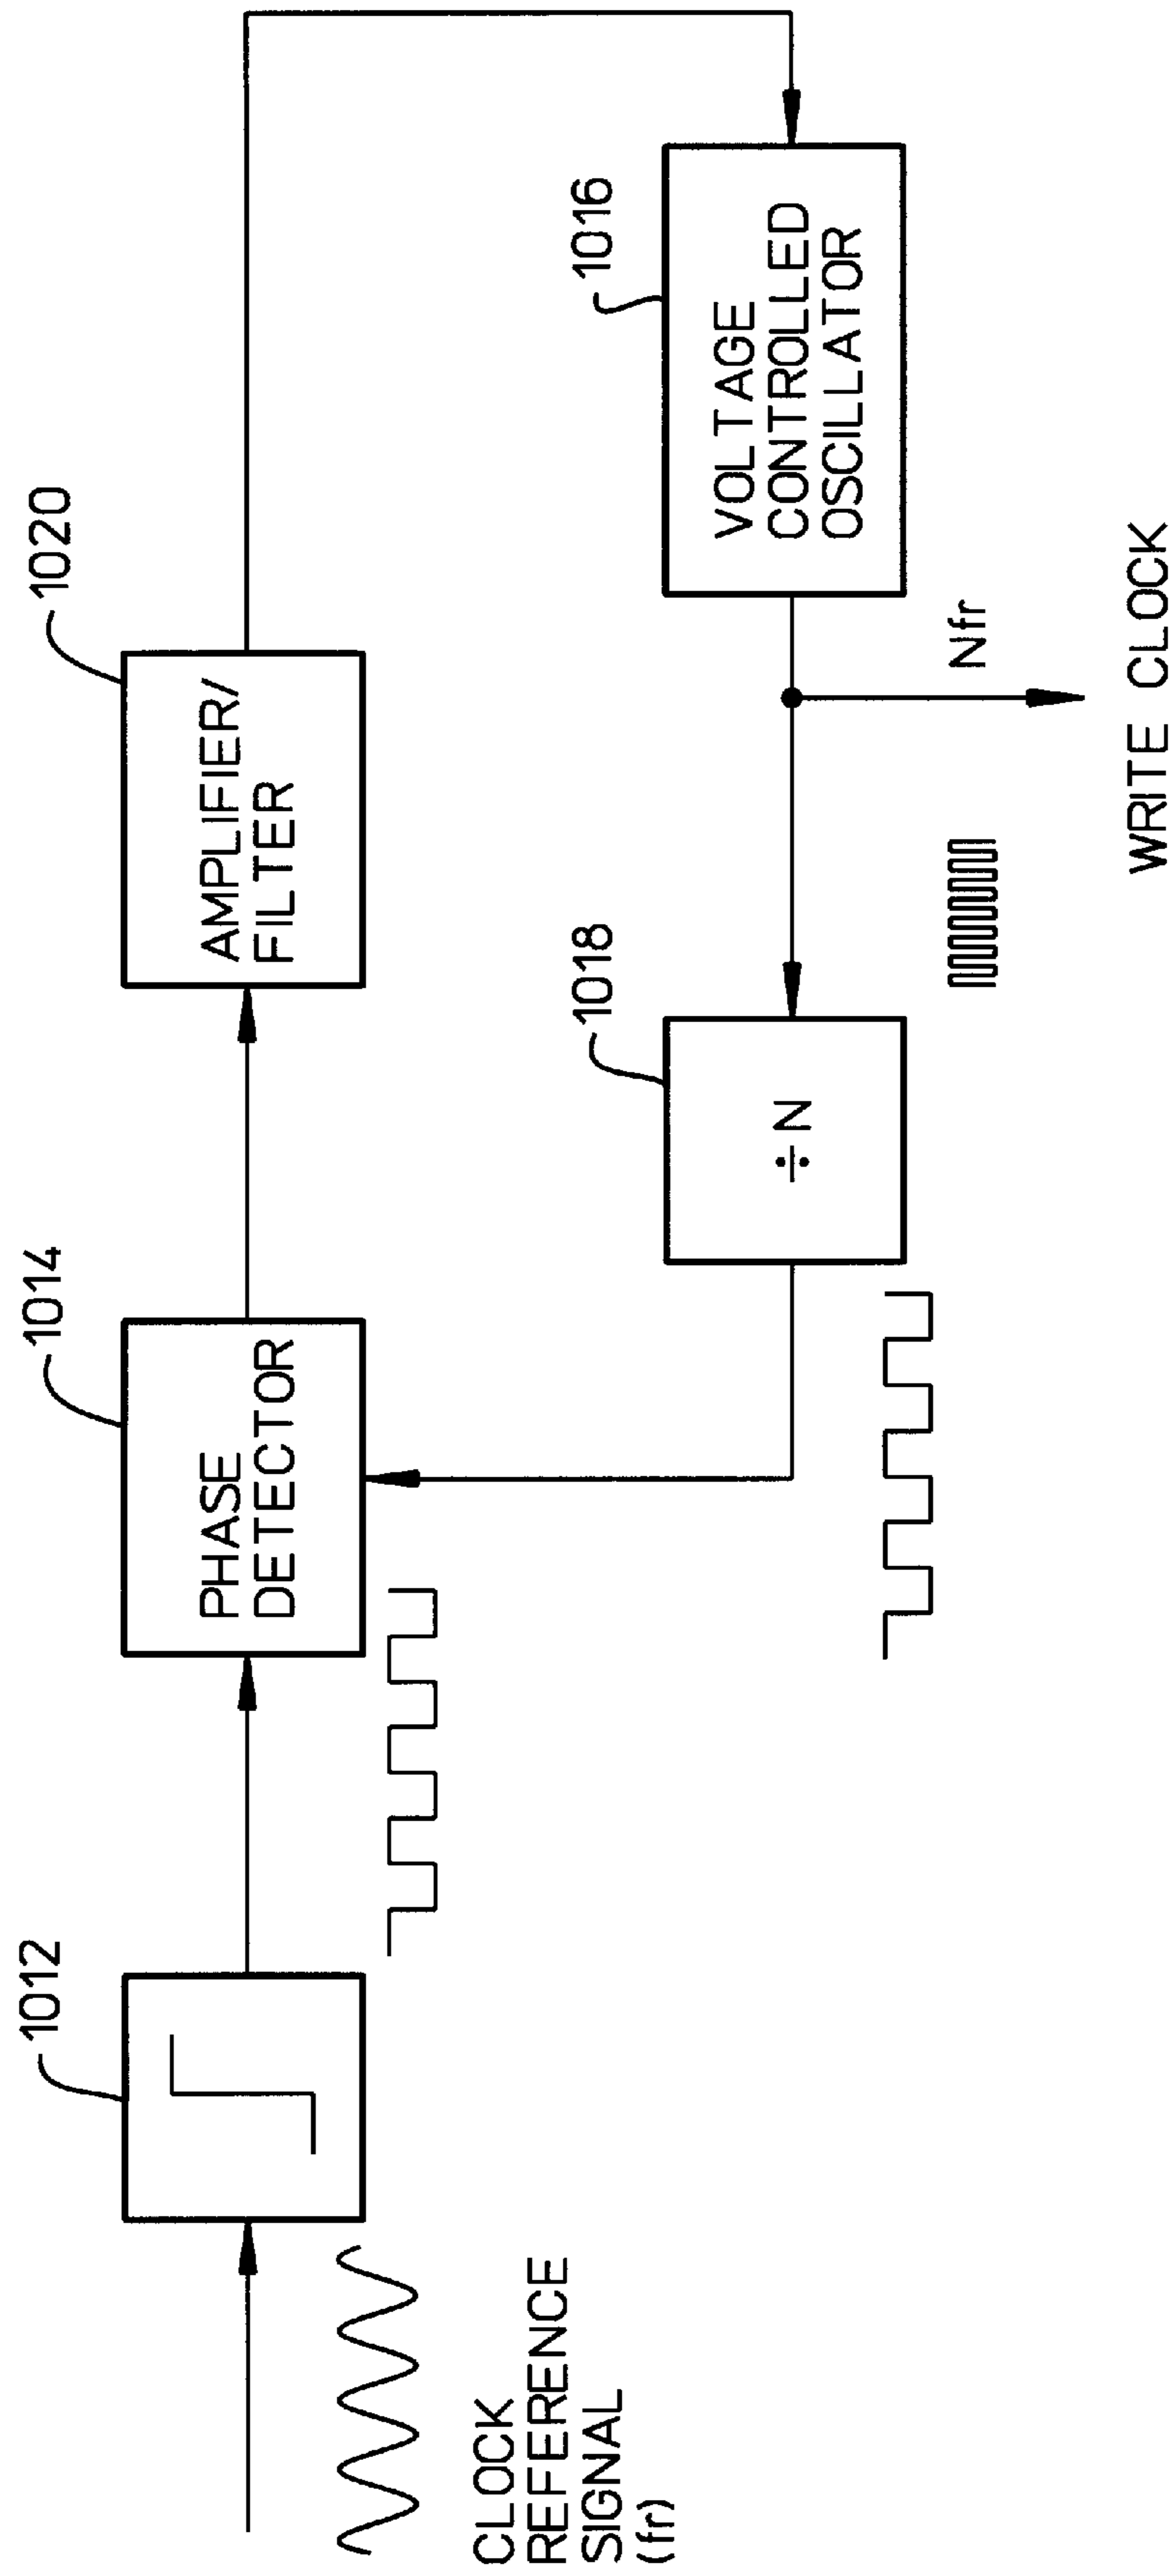 1012
1014
1020
PHASE
DETECTOR
AMPLIFIER/
FILTER
CLOCK
REFERENCE
SIGNAL
(fr)
1018
1016
÷N
VOLTAGE
CONTROLLED
OSCILLATOR
Nfr
WRITE CLOCK